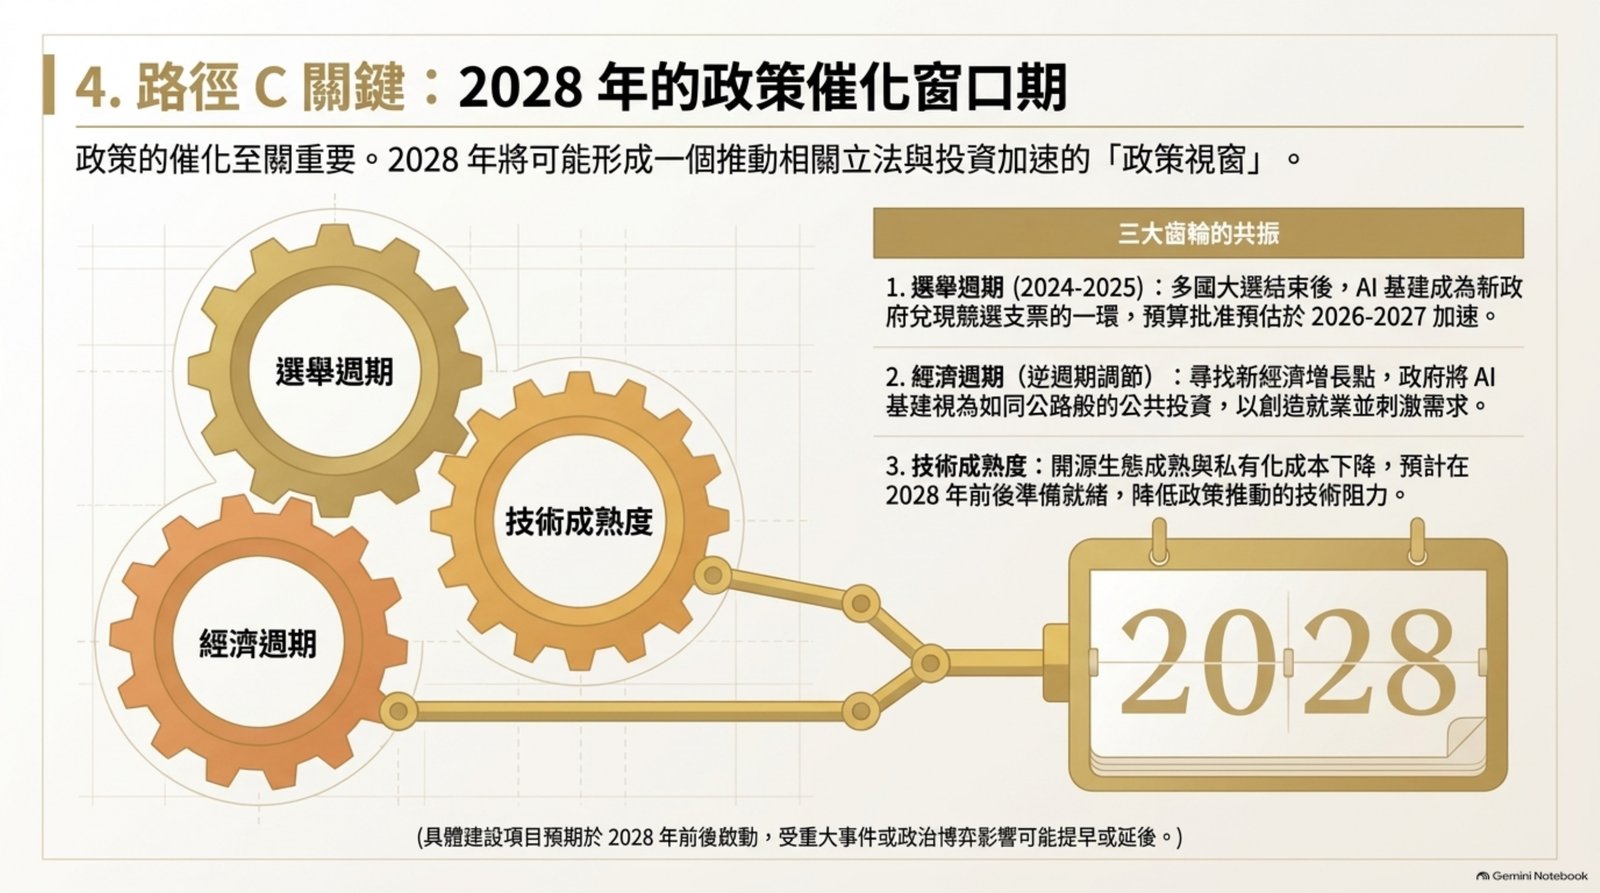 4. 路徑 C 關鍵：2028 年的政策催化窗口期
政策的催化至關重要。2028 年將可能形成一個推動相關立法與投資加速的「政策視窗」。
選舉週期
技術成熟度
經濟週期
三大齒輪的共振
1. 選舉週期 (2024-2025)：多國大選结束後，AI 基建成為新政
府兌現競選支票的一環，預算批准預估於 2026-2027 加速。
2. 經濟週期（逆週期調節）：尋找新經濟增長點，政府將 AI
基建視為如同公路般的公共投資，以創造就業並刺激需求。
3. 技術成熟度：開源生態成熟與私有化成本下降，預計在
2028 年前後準備就緒，降低政策推動的技術阻力。
2028
(具體建設項目預期於 2028 年前後啟動，受重大事件或政治博弈影響可能提早或延後。)
Gemini Notebook